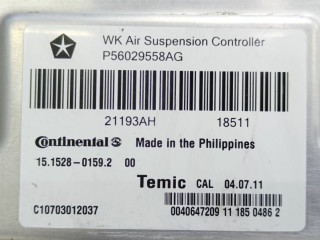 WK Air Suspension Controller
P56029558AG
21193AH 18511
Continental Made in the Philippines
15.1528-0159.2 00
Temic CAL 04.07.11
C10703012037 0040647209 11 185 0486 2